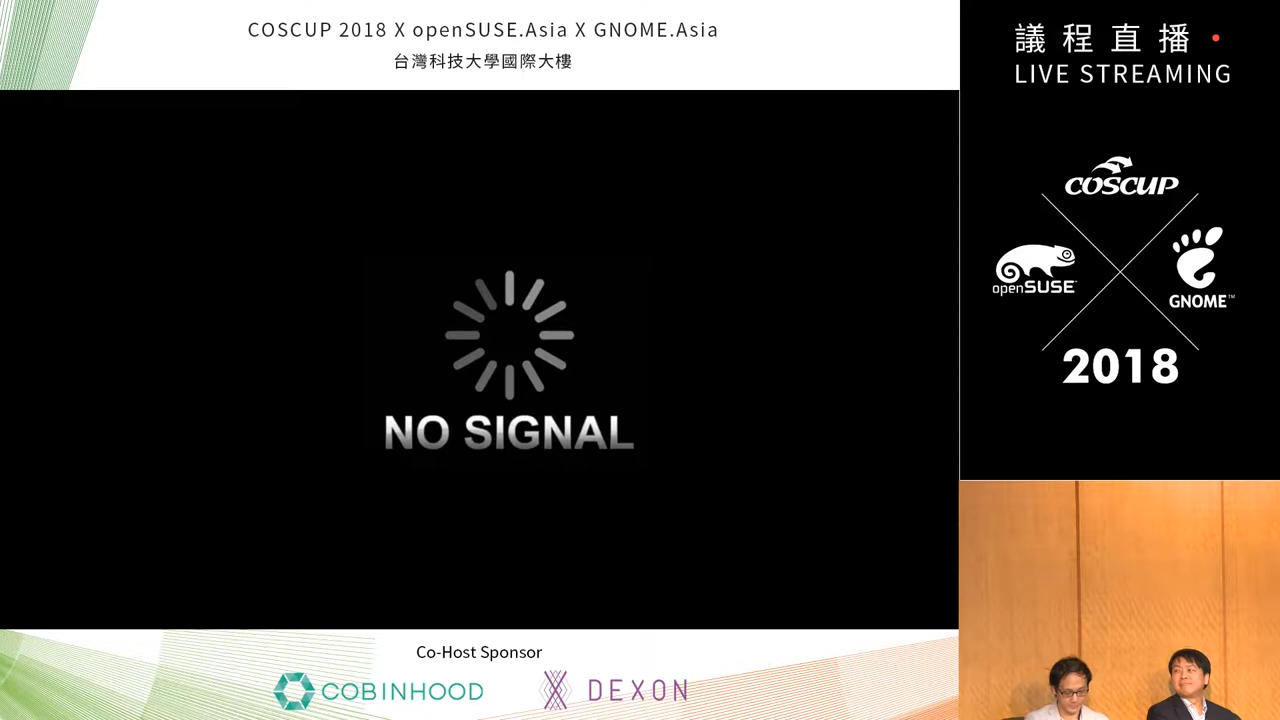 COSCUP 2018 X openSUSE.Asia X GNOME.Asia
台灣科技大學國際大樓
NO SIGNAL
Co-Host Sponsor
COBINHOOD
DEXON
議程直播
LIVE STREAMING
COSCUP
openSUSE
GNOME™
2018